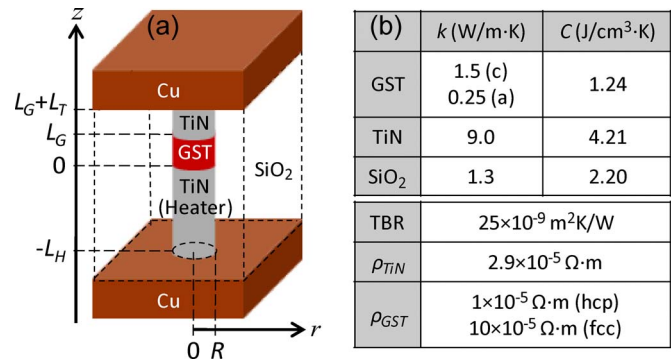 z
(a)
Cu
L_G+L_T
TiN
L_G
GST
0
SiO₂
TiN
(Heater)
-L_H
Cu
0 R r
(b) k (W/m·K) C (J/cm³·K)
GST 1.5 (c) 1.24
0.25 (a)
TiN 9.0 4.21
SiO₂ 1.3 2.20
TBR 25×10⁻⁹ m²K/W
ρ_TiN 2.9×10⁻⁵ Ω·m
ρ_GST 1×10⁻⁵ Ω·m (hcp)
10×10⁻⁵ Ω·m (fcc)